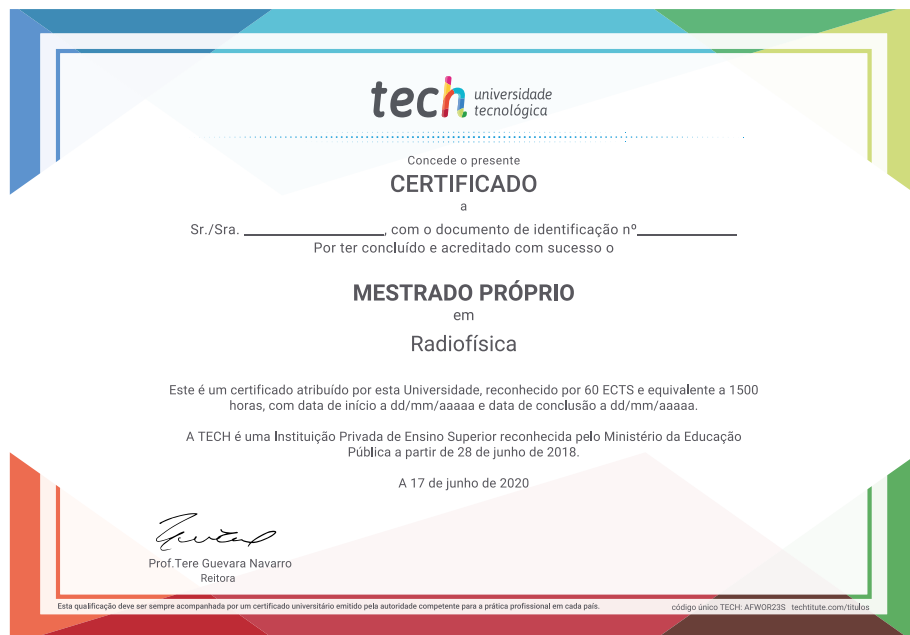 tech universidade
tecnológica
Concede o presente
CERTIFICADO
a
Sr./Sra. ____________________, com o documento de identificação nº______________
Por ter concluído e acreditado com sucesso o
MESTRADO PRÓPRIO
em
Radiofísica
Este é um certificado atribuído por esta Universidade, reconhecido por 60 ECTS e equivalente a 1500
horas, com data de início a dd/mm/aaaaa e data de conclusão a dd/mm/aaaaa.
A TECH é uma Instituição Privada de Ensino Superior reconhecida pelo Ministério da Educação
Pública a partir de 28 de junho de 2018.
A 17 de junho de 2020
Prof.Tere Guevara Navarro
Reitora
Esta qualificação deve ser sempre acompanhada por um certificado universitário emitido pela autoridade competente para a prática profissional em cada país.
código único TECH: AFWOR23S techtitute.com/titulos